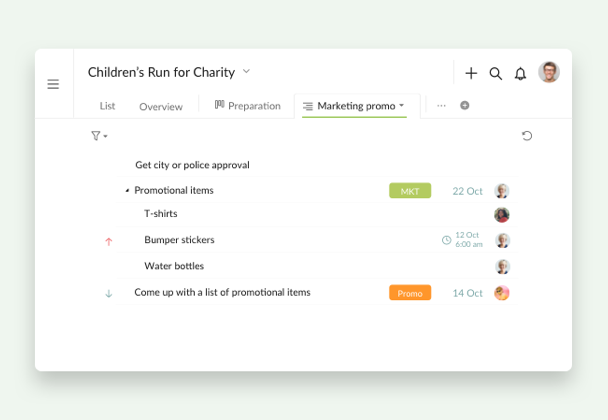 Children's Run for Charity
List Overview Preparation Marketing promo
Get city or police approval
Promotional items MKT 22 Oct
T-shirts
Bumper stickers 12 Oct
6:00 am
Water bottles
Come up with a list of promotional items Promo 14 Oct